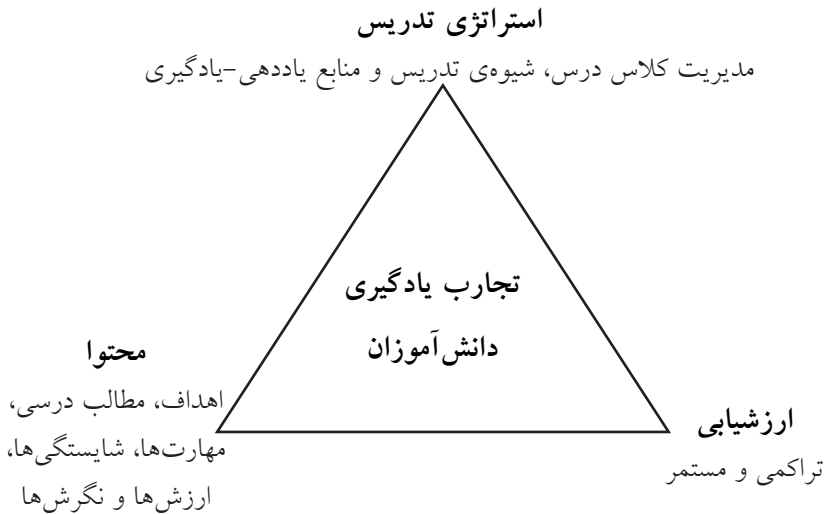 استراتژی تدریس
مدیریت کلاس درس، شیوه‌ی تدریس و منابع یاددهی-یادگیری
تجارب یادگیری
دانش‌آموزان
محتوا
اهداف، مطالب درسی،
مهارت‌ها، شایستگی‌ها،
ارزش‌ها و نگرش‌ها
ارزشیابی
تراکمی و مستمر